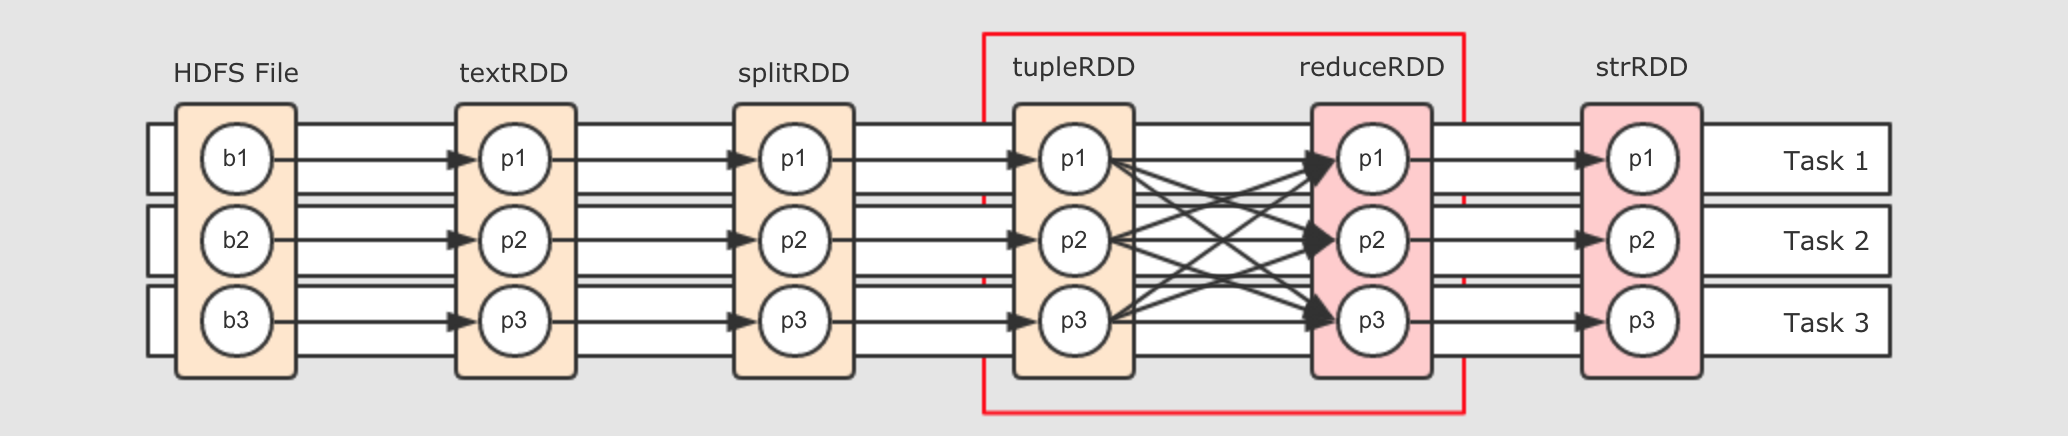 HDFS File textRDD splitRDD tupleRDD reduceRDD strRDD
b1 p1 p1 p1 p1 p1 Task 1
b2 p2 p2 p2 p2 p2 Task 2
b3 p3 p3 p3 p3 p3 Task 3